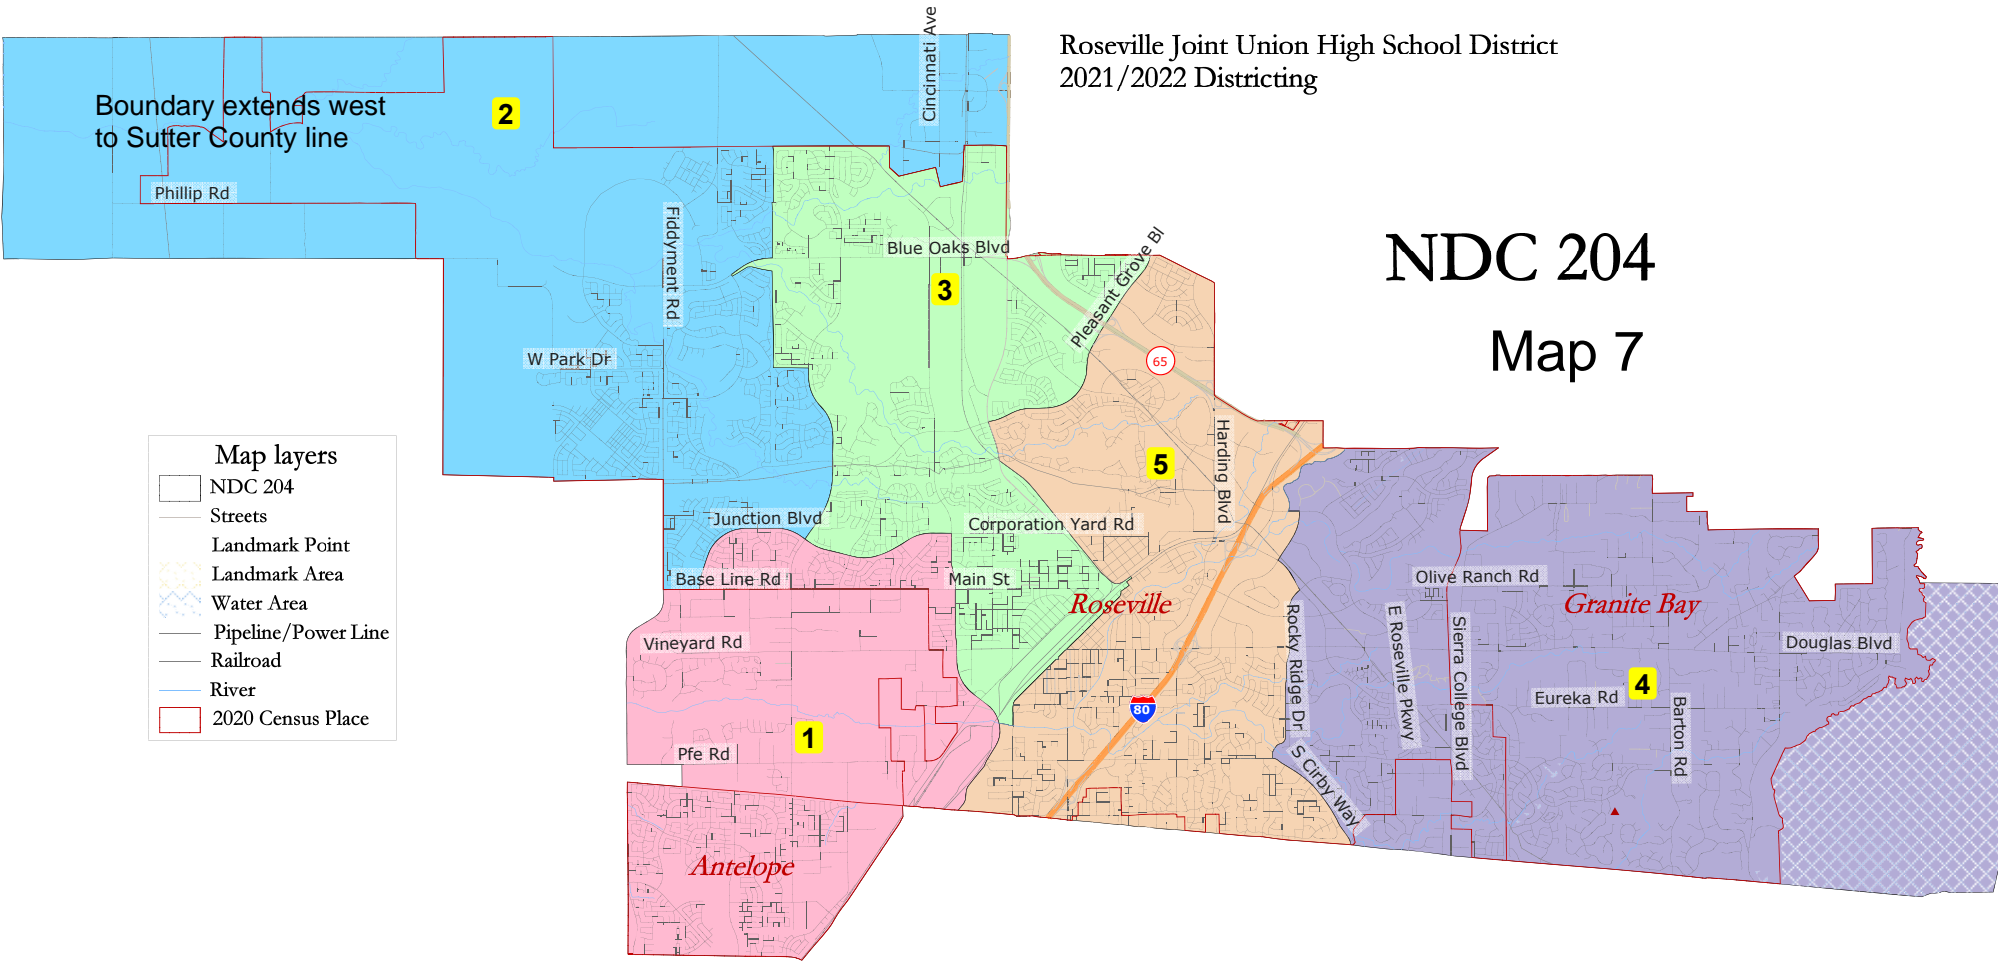 Cincinnati Ave
Roseville Joint Union High School District
2021/2022 Districting
Boundary extends west
to Sutter County line
2
Phillip Rd
Fiddyment Rd
Blue Oaks Blvd
Pleasant Grove Bl
3
NDC 204
Map 7
W Park Dr
65
Harding Blvd
5
Map layers
NDC 204
Streets
Landmark Point
Landmark Area
Water Area
Pipeline/Power Line
Railroad
River
2020 Census Place
Junction Blvd
Corporation Yard Rd
Base Line Rd
Main St
Roseville
Olive Ranch Rd
Granite Bay
Vineyard Rd
Rocky Ridge Dr
E Roseville Pkwy
Sierra College Blvd
Douglas Blvd
Eureka Rd
4
Barton Rd
80
1
Pfe Rd
S Cirby Way
Antelope